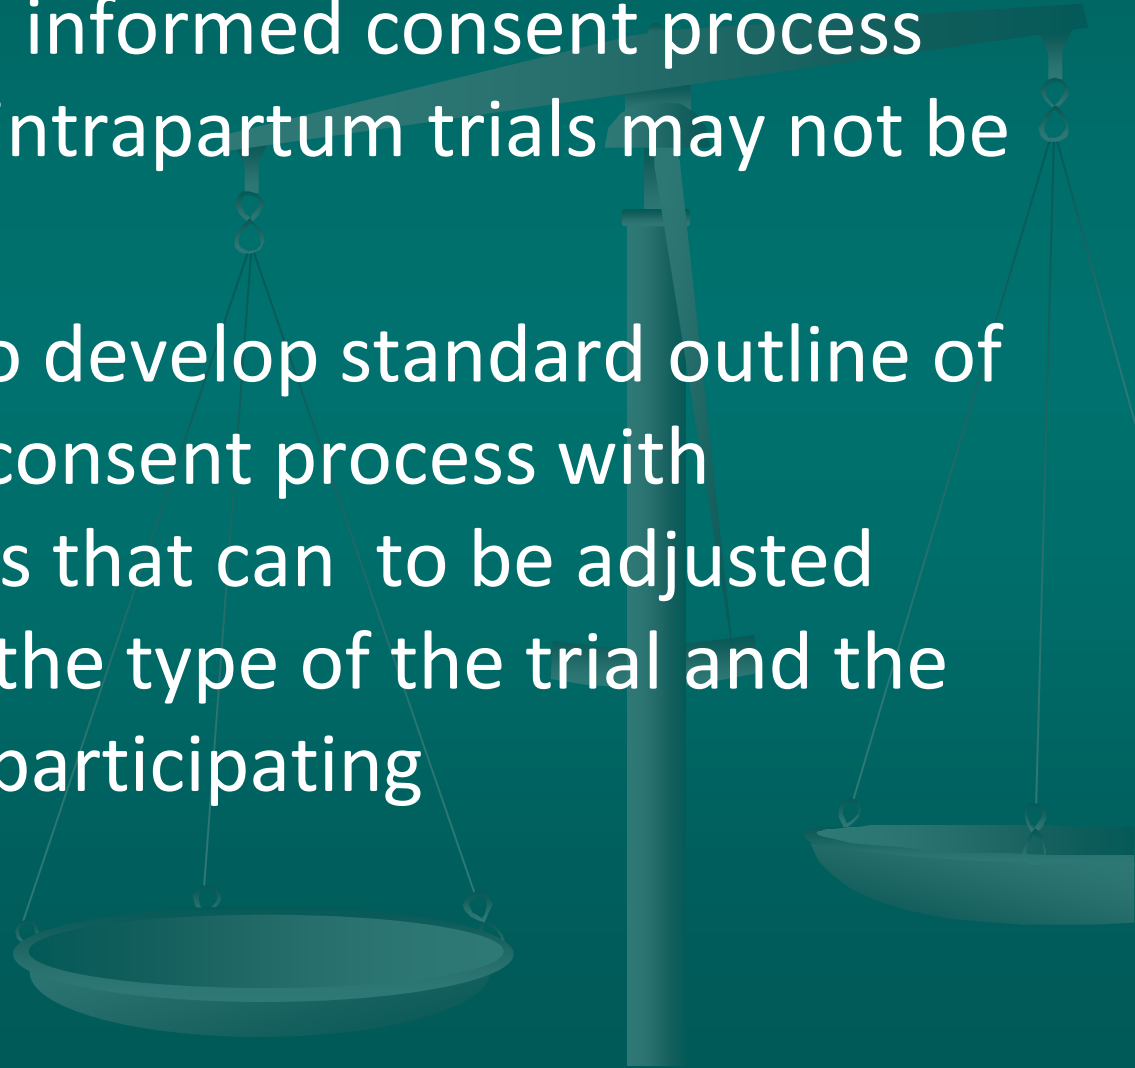 informed consent process
intrapartum trials may not be
develop standard outline of
consent process with
s that can  to be adjusted
the type of the trial and the
participating